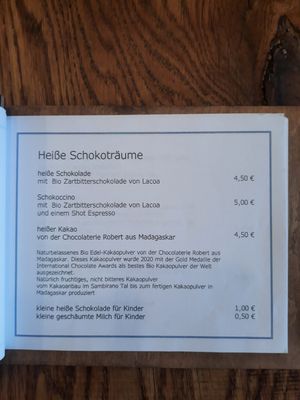 Heiße Schokoträume
heiße Schokolade
mit Bio Zartbitterschokolade von Lacoa 4,50 €
Schokoccino
mit Bio Zartbitterschokolade von Lacoa 5,00 €
und einem Shot Espresso
heißer Kakao
von der Chocolaterie Robert aus Madagaskar 4,50 €
Naturbelassenes Bio Edel-Kakaopulver von der Chocolaterie Robert aus
Madagaskar. Dieses Kakaopulver wurde 2020 mit der Gold Medaille der
International Chocolate Awards als bestes Bio Kakaopulver der Welt
ausgezeichnet.
Natürlich fruchtiges, nicht bitteres Kakaopulver
vom Kakaoanbau im Sambirano Tal bis zum fertigen Kakaopulver in
Madagaskar produziert
kleine heiße Schokolade für Kinder 1,00 €
kleine geschäumte Milch für Kinder 0,50 €